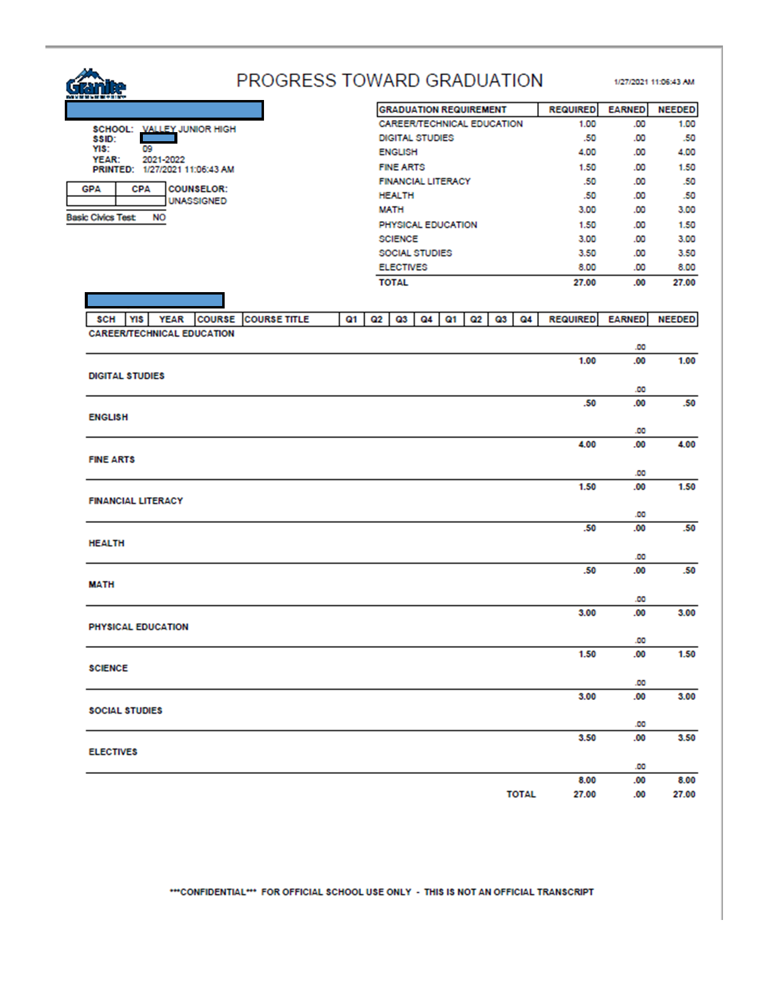 Granite
PROGRESS TOWARD GRADUATION
1/27/2021 11:06:43 AM
SCHOOL: VALLEY JUNIOR HIGH
SSID:
YIS: 09
YEAR: 2021-2022
PRINTED: 1/27/2021 11:06:43 AM
GPA CPA COUNSELOR:
UNASSIGNED
Basic Civics Test: NO
GRADUATION REQUIREMENT REQUIRED EARNED NEEDED
CAREER/TECHNICAL EDUCATION 1.00 .00 1.00
DIGITAL STUDIES .50 .00 .50
ENGLISH 4.00 .00 4.00
FINE ARTS 1.50 .00 1.50
FINANCIAL LITERACY .50 .00 .50
HEALTH .50 .00 .50
MATH 3.00 .00 3.00
PHYSICAL EDUCATION 1.50 .00 1.50
SCIENCE 3.00 .00 3.00
SOCIAL STUDIES 3.50 .00 3.50
ELECTIVES 8.00 .00 8.00
TOTAL 27.00 .00 27.00
SCH YIS YEAR COURSE COURSE TITLE Q1 Q2 Q3 Q4 Q1 Q2 Q3 Q4 REQUIRED EARNED NEEDED
CAREER/TECHNICAL EDUCATION
.00
1.00 .00 1.00
DIGITAL STUDIES
.00
.50 .00 .50
ENGLISH
.00
4.00 .00 4.00
FINE ARTS
.00
1.50 .00 1.50
FINANCIAL LITERACY
.00
.50 .00 .50
HEALTH
.00
.50 .00 .50
MATH
.00
3.00 .00 3.00
PHYSICAL EDUCATION
.00
1.50 .00 1.50
SCIENCE
.00
3.00 .00 3.00
SOCIAL STUDIES
.00
3.50 .00 3.50
ELECTIVES
.00
8.00 .00 8.00
TOTAL 27.00 .00 27.00
***CONFIDENTIAL*** FOR OFFICIAL SCHOOL USE ONLY - THIS IS NOT AN OFFICIAL TRANSCRIPT